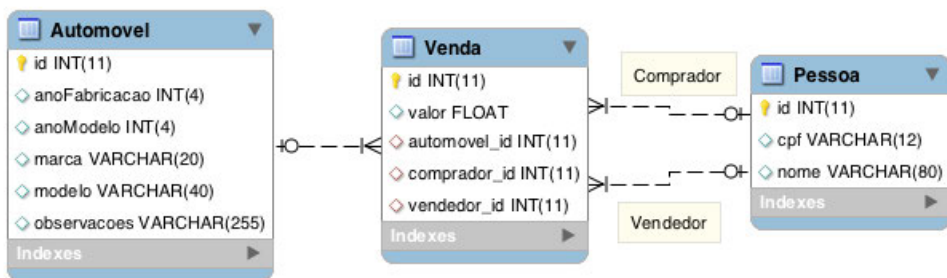 Automovel
id INT(11)
anoFabricacao INT(4)
anoModelo INT(4)
marca VARCHAR(20)
modelo VARCHAR(40)
observacoes VARCHAR(255)
Indexes
Venda
id INT(11)
valor FLOAT
automovel_id INT(11)
comprador_id INT(11)
vendedor_id INT(11)
Indexes
Comprador
Vendedor
Pessoa
id INT(11)
cpf VARCHAR(12)
nome VARCHAR(80)
Indexes